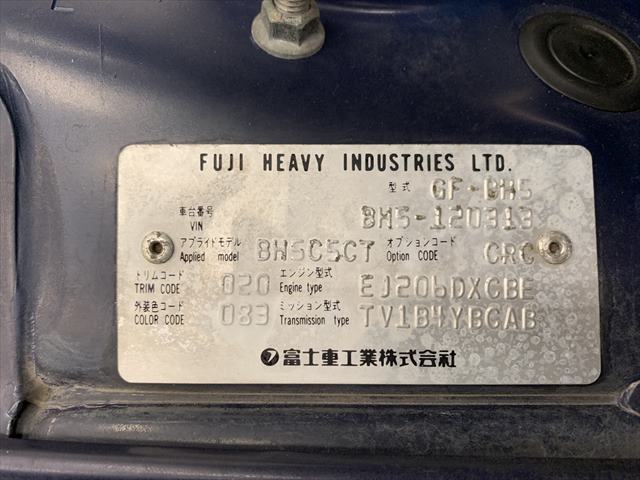 FUJI HEAVY INDUSTRIES LTD.
型式 GF-BH5
車台番号 VIN BH5-120313
アプライドモデル Applied model BH5C5CT オプションコード Option CODE CRC
トリムコード TRIM CODE 020 エンジン型式 Engine type EJ206DXCBE
外装色コード COLOR CODE 083 ミッション型式 Transmission type TV1B4YBGAB
富士重工業株式会社